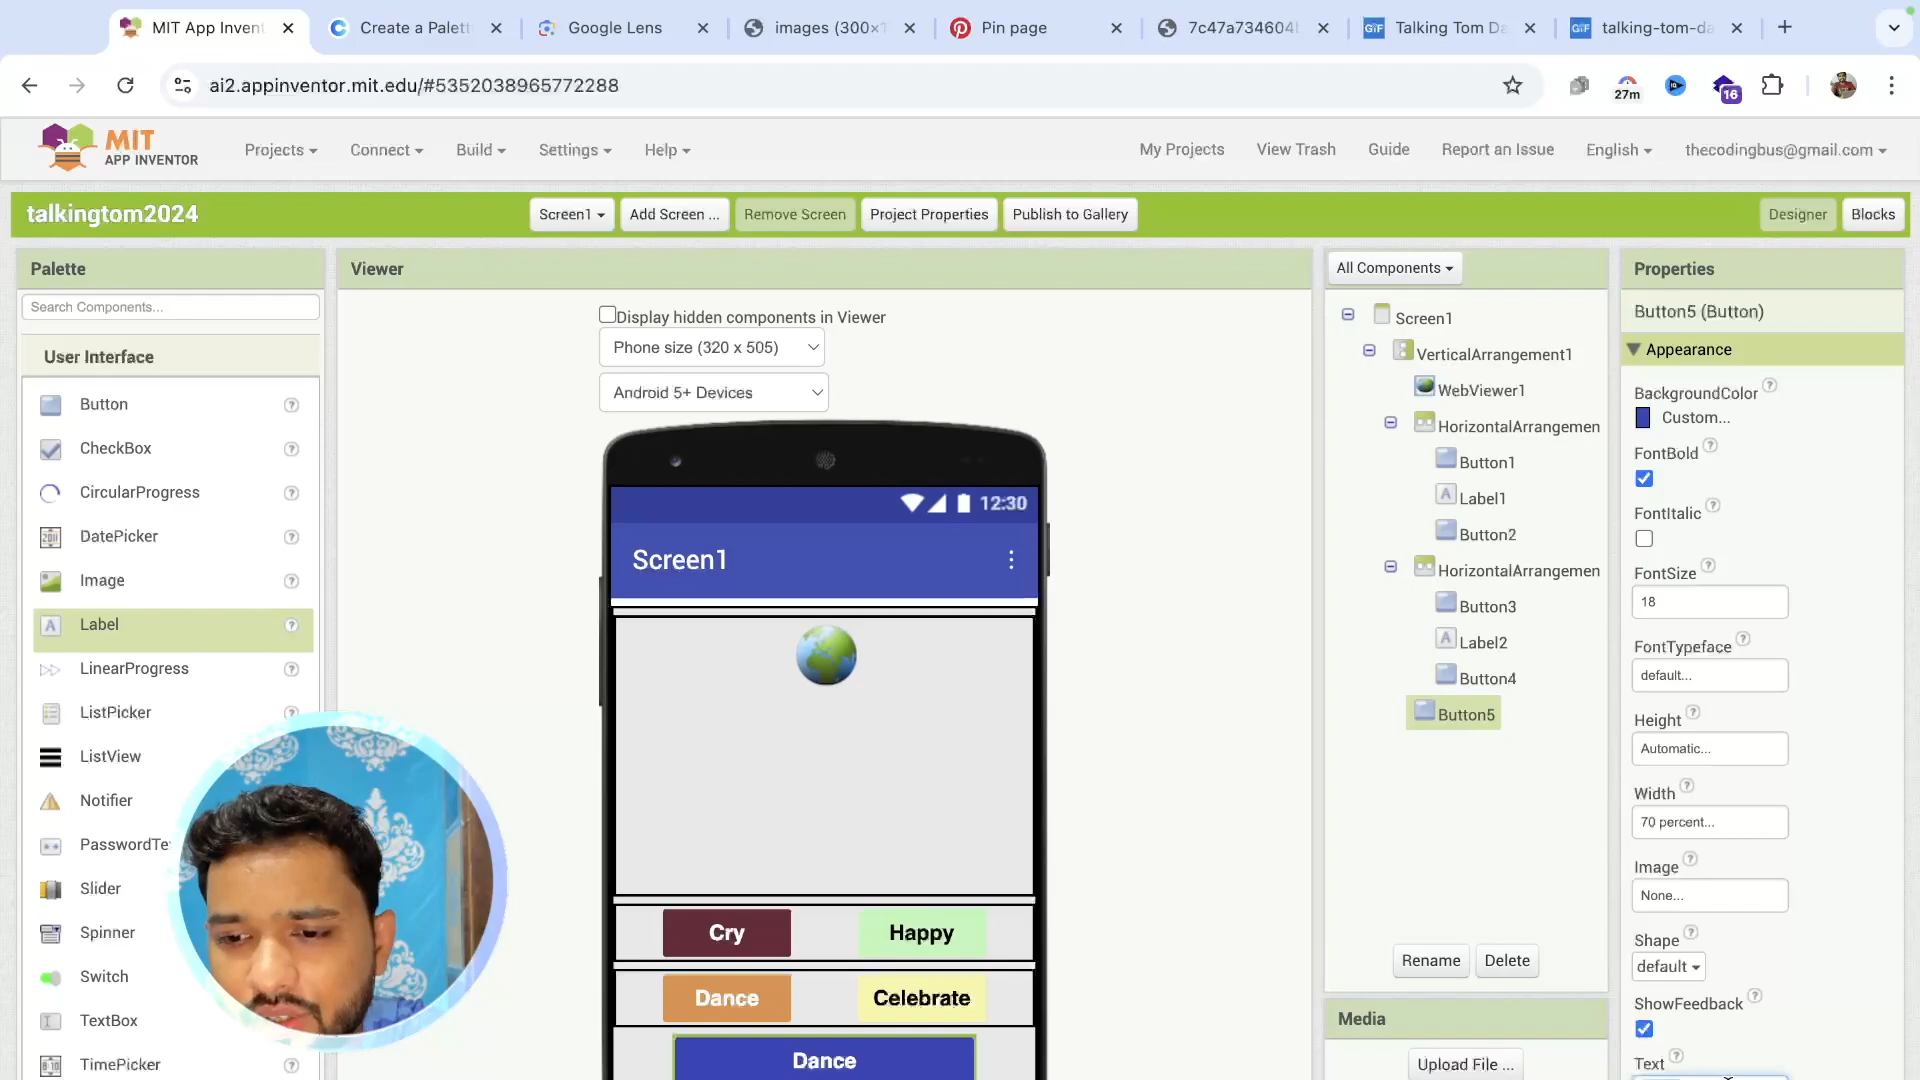 MIT App Invent
Create a Palett
Google Lens
images (300×1
Pin page
7c47a734604
GIF
Talking Tom Da
GIF
talking-tom-da
ai2.appinventor.mit.edu/#5352038965772288
27m
16
MIT
APP INVENTOR
Projects
Connect
Build
Settings
Help
My Projects
View Trash
Guide
Report an Issue
English
thecodingbus@gmail.com
talkingtom2024
Screen1
Add Screen ...
Remove Screen
Project Properties
Publish to Gallery
Designer
Blocks
Palette
Search Components...
User Interface
Button
CheckBox
CircularProgress
DatePicker
Image
Label
LinearProgress
ListPicker
ListView
Notifier
PasswordTe
Slider
Spinner
Switch
TextBox
TimePicker
Viewer
Display hidden components in Viewer
Phone size (320 x 505)
Android 5+ Devices
12:30
Screen1
Cry
Happy
Dance
Celebrate
Dance
All Components
Screen1
VerticalArrangement1
WebViewer1
HorizontalArrangemen
Button1
Label1
Button2
HorizontalArrangemen
Button3
Label2
Button4
Button5
Rename
Delete
Media
Upload File ...
Properties
Button5 (Button)
Appearance
BackgroundColor
Custom...
FontBold
FontItalic
FontSize
18
FontTypeface
default...
Height
Automatic...
Width
70 percent...
Image
None...
Shape
default
ShowFeedback
Text